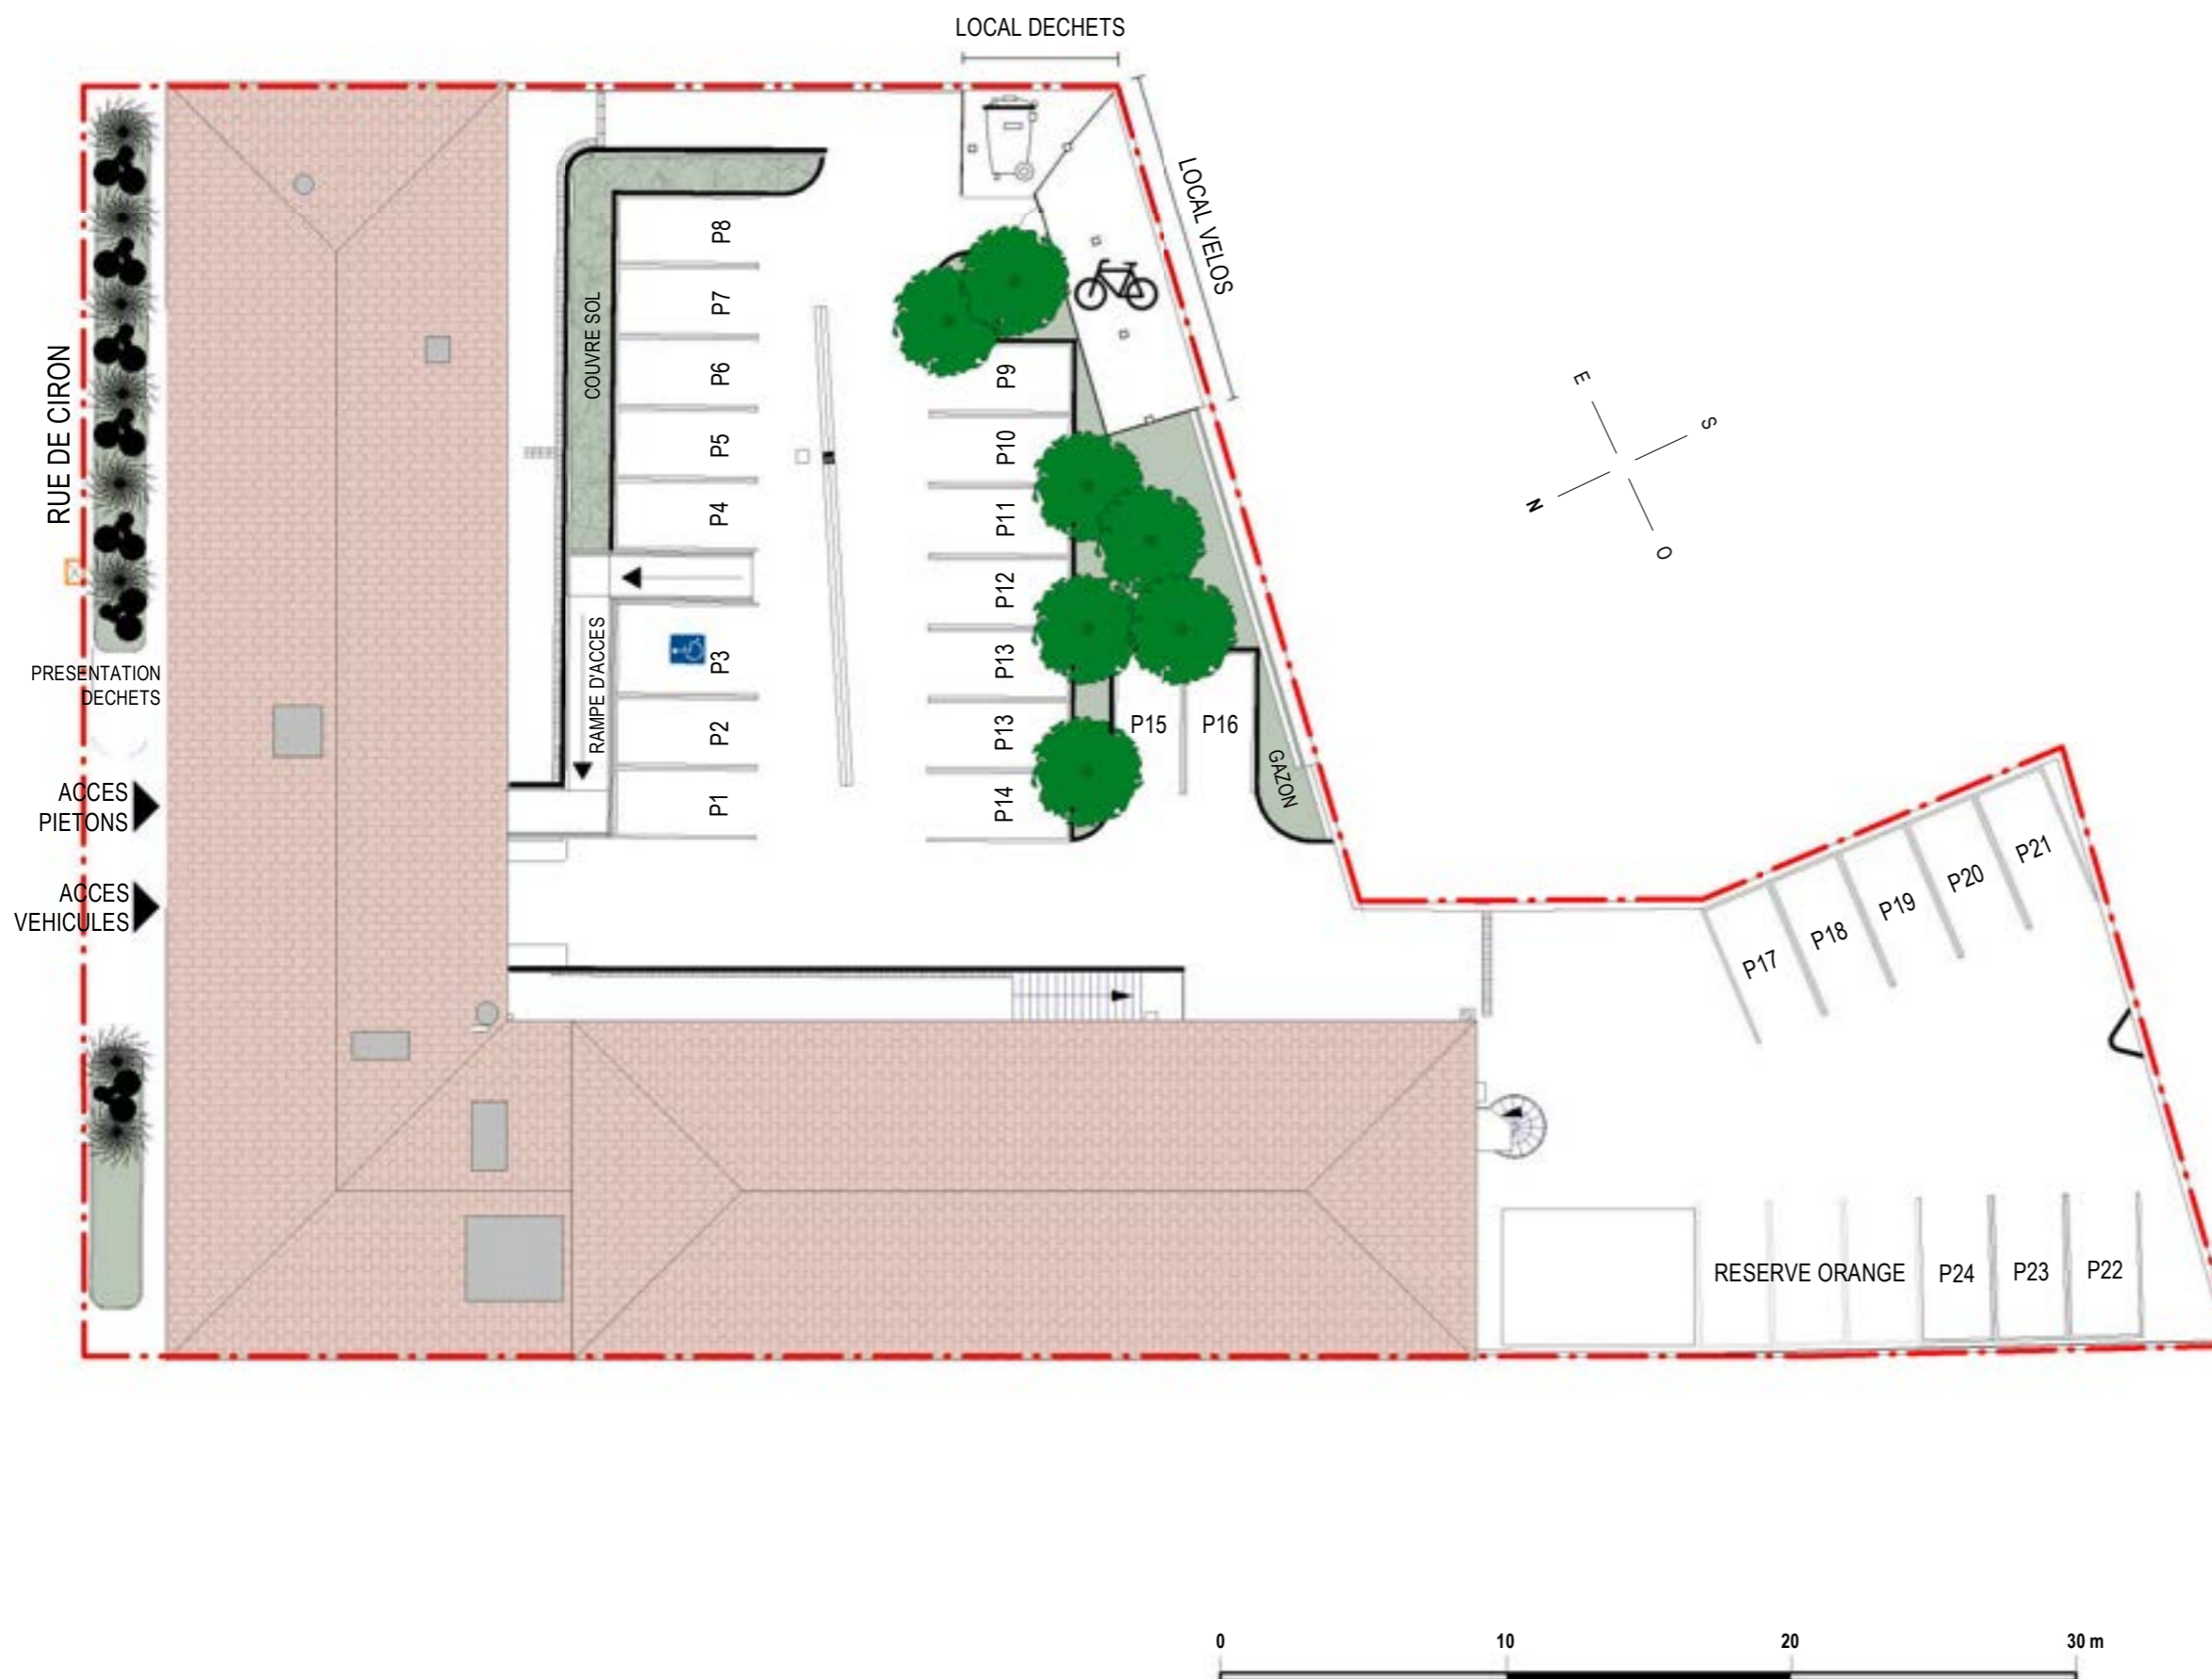 LOCAL DECHETS
LOCAL VELOS
RUE DE CIRON
COUVRE SOL
P8
P7
P6
P5
P4
P3
P2
P1
RAMPE D'ACCES
P9
P10
P11
P12
P13
P13
P14
P15
P16
GAZON
E
S
N
O
PRESENTATION
DECHETS
ACCES
PIETONS
ACCES
VEHICULES
P17
P18
P19
P20
P21
RESERVE ORANGE
P24
P23
P22
0
10
20
30 m